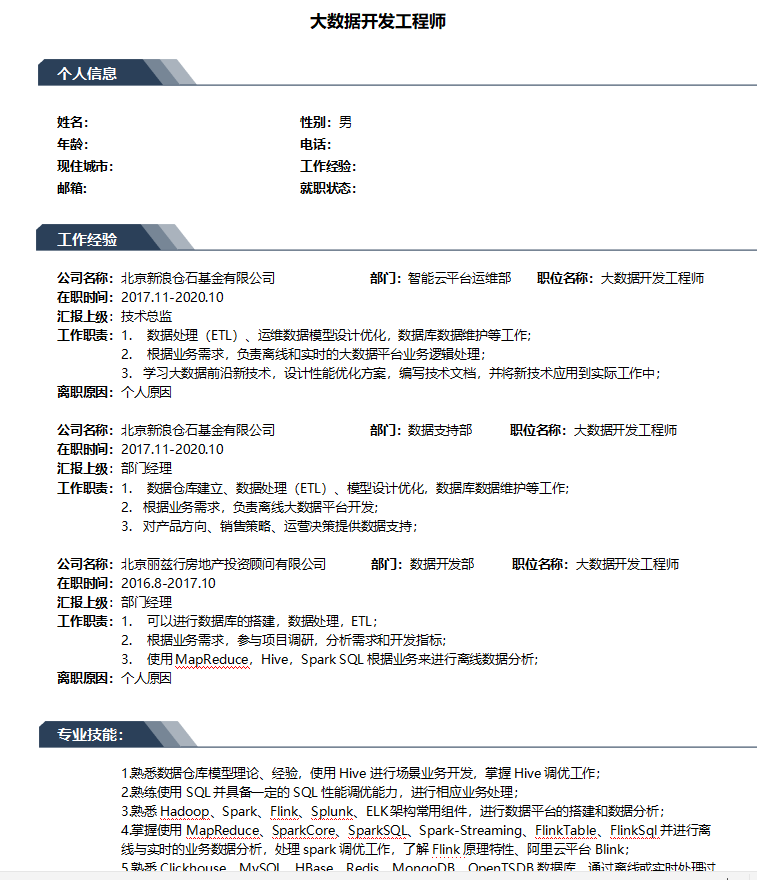 大数据开发工程师
个人信息
姓名: 性别: 男
年龄: 电话:
现住城市: 工作经验:
邮箱: 就职状态:
工作经验
公司名称: 北京新浪仓石基金有限公司 部门: 智能云平台运维部 职位名称: 大数据开发工程师
在职时间: 2017.11-2020.10
汇报上级: 技术总监
工作职责: 1. 数据处理（ETL）、运维数据模型设计优化，数据库数据维护等工作;
2. 根据业务需求，负责离线和实时的大数据平台业务逻辑处理;
3. 学习大数据前沿新技术，设计性能优化方案，编写技术文档，并将新技术应用到实际工作中;
离职原因: 个人原因
公司名称: 北京新浪仓石基金有限公司 部门: 数据支持部 职位名称: 大数据开发工程师
在职时间: 2017.11-2020.10
汇报上级: 部门经理
工作职责: 1. 数据仓库建立、数据处理（ETL）、模型设计优化，数据库数据维护等工作;
2. 根据业务需求，负责离线大数据平台开发;
3. 对产品方向、销售策略、运营决策提供数据支持;
公司名称: 北京丽兹行房地产投资顾问有限公司 部门: 数据开发部 职位名称: 大数据开发工程师
在职时间: 2016.8-2017.10
汇报上级: 部门经理
工作职责: 1. 可以进行数据库的搭建，数据处理，ETL;
2. 根据业务需求，参与项目调研，分析需求和开发指标;
3. 使用 MapReduce，Hive，Spark SQL 根据业务来进行离线数据分析;
离职原因: 个人原因
专业技能:
1.熟悉数据仓库模型理论、经验，使用 Hive 进行场景业务开发，掌握 Hive 调优工作;
2.熟练使用 SQL 并具备一定的 SQL 性能调优能力，进行相应业务处理;
3.熟悉 Hadoop、Spark、Flink、Splunk、ELK 架构常用组件，进行数据平台的搭建和数据分析;
4.掌握使用 MapReduce、SparkCore、SparkSQL、Spark-Streaming、FlinkTable、FlinkSql 并进行离
线与实时的业务数据分析，处理 spark 调优工作，了解 Flink 原理特性、阿里云平台 Blink;
5.熟悉 Clickhouse、MySQL、HBase、Redis、MongoDB、OpenTSDB 数据库，通过离线或实时处理过